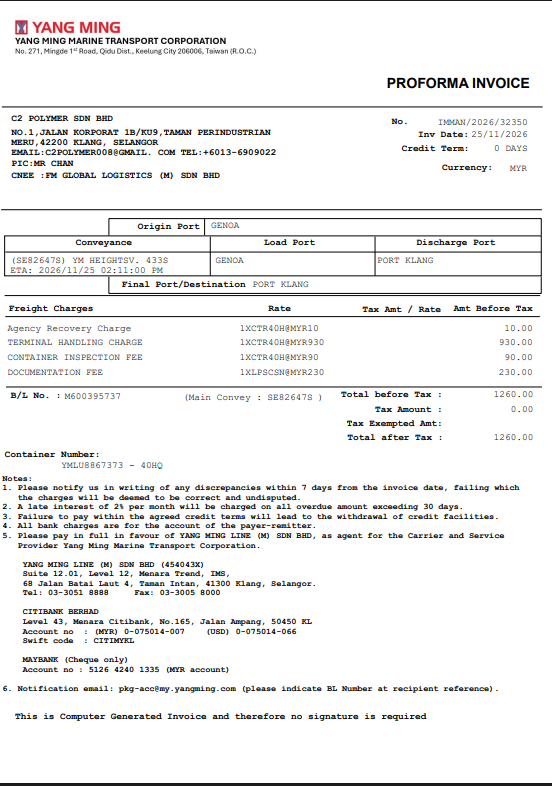 YANG MING
YANG MING MARINE TRANSPORT CORPORATION
No. 271, Mingde 1st Road, Qidu Dist., Keelung City 206006, Taiwan (R.O.C.)
PROFORMA INVOICE
C2 POLYMER SDN BHD
NO.1,JALAN KORPORAT 1B/KU9,TAMAN PERINDUSTRIAN
MERU,42200 KLANG, SELANGOR
EMAIL:C2POLYMER008@GMAIL. COM TEL:+6013-6909022
PIC:MR CHAN
CNEE :FM GLOBAL LOGISTICS (M) SDN BHD
No. IMMAN/2026/32350
Inv Date: 25/11/2026
Credit Term: 0 DAYS
Currency: MYR
Origin Port GENOA
Conveyance Load Port Discharge Port
(SE82647S) YM HEIGHTSV. 433S GENOA PORT KLANG
ETA: 2026/11/25 02:11:00 PM
Final Port/Destination PORT KLANG
Freight Charges Rate Tax Amt / Rate Amt Before Tax
Agency Recovery Charge 1XCTR40H@MYR10 10.00
TERMINAL HANDLING CHARGE 1XCTR40H@MYR930 930.00
CONTAINER INSPECTION FEE 1XCTR40H@MYR90 90.00
DOCUMENTATION FEE 1XLPSCSN@MYR230 230.00
B/L No. : M600395737 (Main Convey : SE82647S ) Total before Tax : 1260.00
Tax Amount : 0.00
Tax Exempted Amt:
Total after Tax : 1260.00
Container Number:
YMLU8867373 - 40HQ
Notes:
1. Please notify us in writing of any discrepancies within 7 days from the invoice date, failing which
the charges will be deemed to be correct and undisputed.
2. A late interest of 2% per month will be charged on all overdue amount exceeding 30 days.
3. Failure to pay within the agreed credit terms will lead to the withdrawal of credit facilities.
4. All bank charges are for the account of the payer-remitter.
5. Please pay in full in favour of YANG MING LINE (M) SDN BHD, as agent for the Carrier and Service
Provider Yang Ming Marine Transport Corporation.
YANG MING LINE (M) SDN BHD (454043X)
Suite 12.01, Level 12, Menara Trend, IMS,
68 Jalan Batai Laut 4, Taman Intan, 41300 Klang, Selangor.
Tel: 03-3051 8888 Fax: 03-3005 8000
CITIBANK BERHAD
Level 43, Menara Citibank, No.165, Jalan Ampang, 50450 KL
Account no : (MYR) 0-075014-007 (USD) 0-075014-066
Swift code : CITIMYKL
MAYBANK (Cheque only)
Account no : 5126 4240 1335 (MYR account)
6. Notification email: pkg-acc@my.yangming.com (please indicate BL Number at recipient reference).
This is Computer Generated Invoice and therefore no signature is required